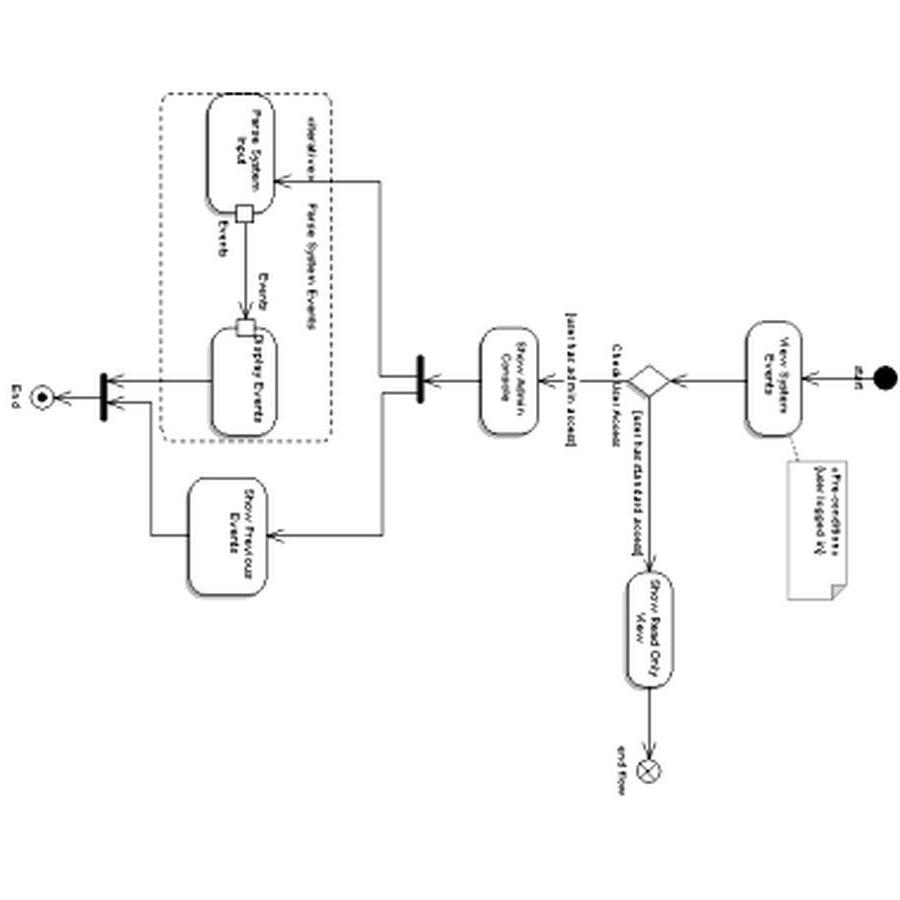 start
View System
Events
«Pre-condition»
{user logged in}
Check User Access
[user has standard access]
Show Read Only
View
end flow
[user has admin access]
Show Admin
Console
«iterative»
Parse System Events
Parse System
Input
Events
Events
Display Events
Show Previous
Events
End